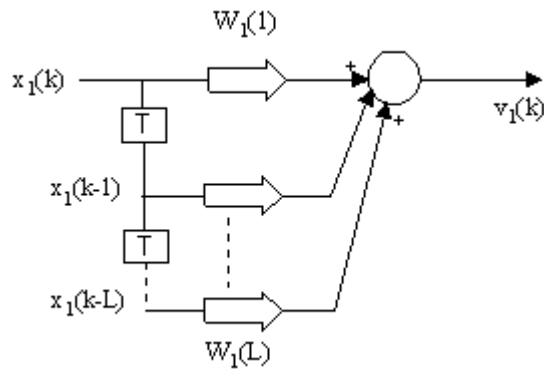 W₁(1)
x₁(k)
+
v₁(k)
T
+
x₁(k-1)
T
x₁(k-L)
W₁(L)